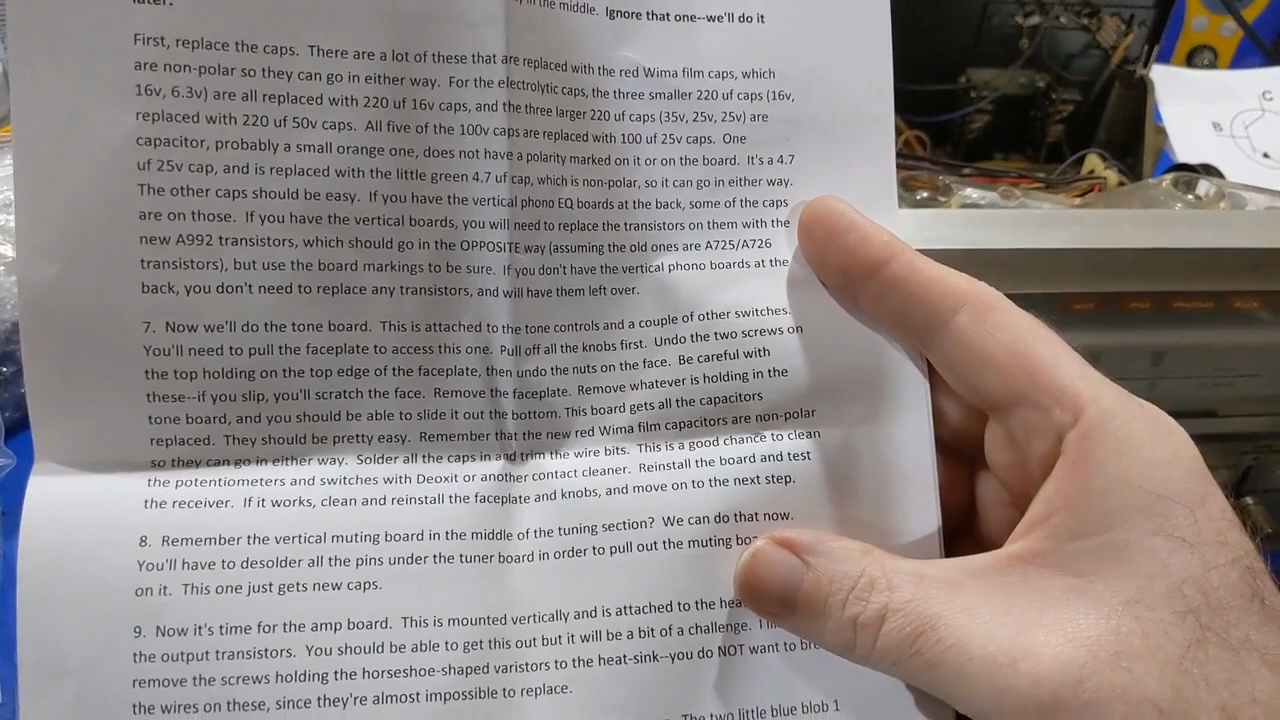 later.
in the middle. Ignore that one--we'll do it
First, replace the caps. There are a lot of these that are replaced with the red Wima film caps, which
are non-polar so they can go in either way. For the electrolytic caps, the three smaller 220 uf caps (16v,
16v, 6.3v) are all replaced with 220 uf 16v caps, and the three larger 220 uf caps (35v, 25v, 25v) are
replaced with 220 uf 50v caps. All five of the 100v caps are replaced with 100 uf 25v caps. One
capacitor, probably a small orange one, does not have a polarity marked on it or on the board. It's a 4.7
uf 25v cap, and is replaced with the little green 4.7 uf cap, which is non-polar, so it can go in either way.
The other caps should be easy. If you have the vertical phono EQ boards at the back, some of the caps
are on those. If you have the vertical boards, you will need to replace the transistors on them with the
new A992 transistors, which should go in the OPPOSITE way (assuming the old ones are A725/A726
transistors), but use the board markings to be sure. If you don't have the vertical phono boards at the
back, you don't need to replace any transistors, and will have them left over.
7. Now we'll do the tone board. This is attached to the tone controls and a couple of other switches.
You'll need to pull the faceplate to access this one. Pull off all the knobs first. Undo the two screws on
the top holding on the top edge of the faceplate, then undo the nuts on the face. Be careful with
these--if you slip, you'll scratch the face. Remove the faceplate. Remove whatever is holding in the
tone board, and you should be able to slide it out the bottom. This board gets all the capacitors
replaced. They should be pretty easy. Remember that the new red Wima film capacitors are non-polar
so they can go in either way. Solder all the caps in and trim the wire bits. This is a good chance to clean
the potentiometers and switches with Deoxit or another contact cleaner. Reinstall the board and test
the receiver. If it works, clean and reinstall the faceplate and knobs, and move on to the next step.
8. Remember the vertical muting board in the middle of the tuning section? We can do that now.
You'll have to desolder all the pins under the tuner board in order to pull out the muting
on it. This one just gets new caps.
9. Now it's time for the amp board. This is mounted vertically and is attached to the
the output transistors. You should be able to get this out but it will be a bit of a challenge.
remove the screws holding the horseshoe-shaped varistors to the heat-sink--you do NOT want to
the wires on these, since they're almost impossible to replace.
The two little blue blob 1
C
B
PHONO
AUX